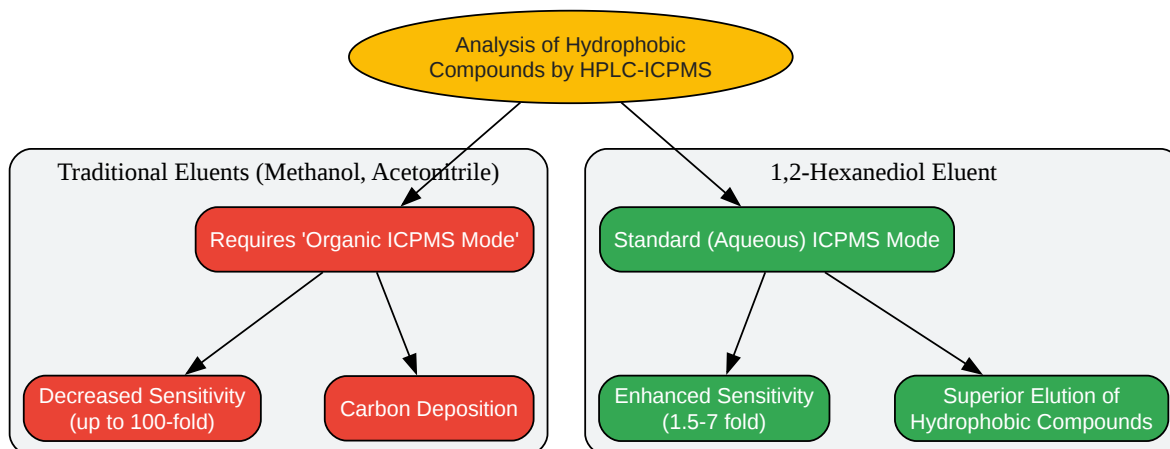 Analysis of Hydrophobic
Compounds by HPLC-ICPMS
Traditional Eluents (Methanol, Acetonitrile)
Requires 'Organic ICPMS Mode'
Decreased Sensitivity
(up to 100-fold)
Carbon Deposition
1,2-Hexanediol Eluent
Standard (Aqueous) ICPMS Mode
Enhanced Sensitivity
(1.5-7 fold)
Superior Elution of
Hydrophobic Compounds